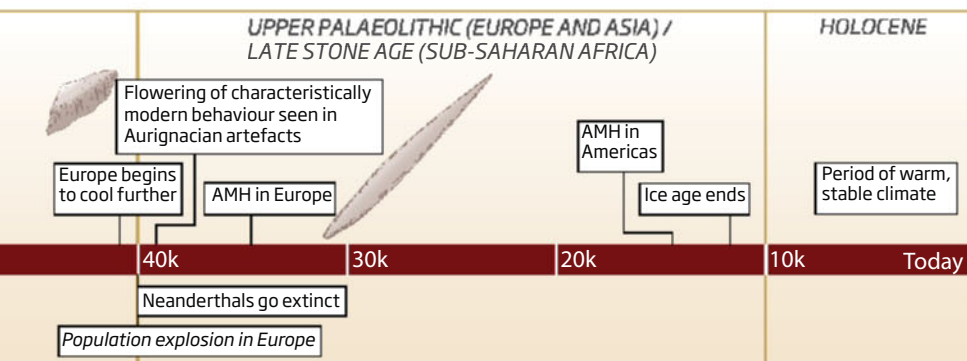 UPPER PALAEOLITHIC (EUROPE AND ASIA) /
LATE STONE AGE (SUB-SAHARAN AFRICA)
HOLOCENE
Flowering of characteristically
modern behaviour seen in
Aurignacian artefacts
Europe begins
to cool further
AMH in Europe
AMH in
Americas
Ice age ends
Period of warm,
stable climate
40k
30k
20k
10k
Today
Neanderthals go extinct
Population explosion in Europe